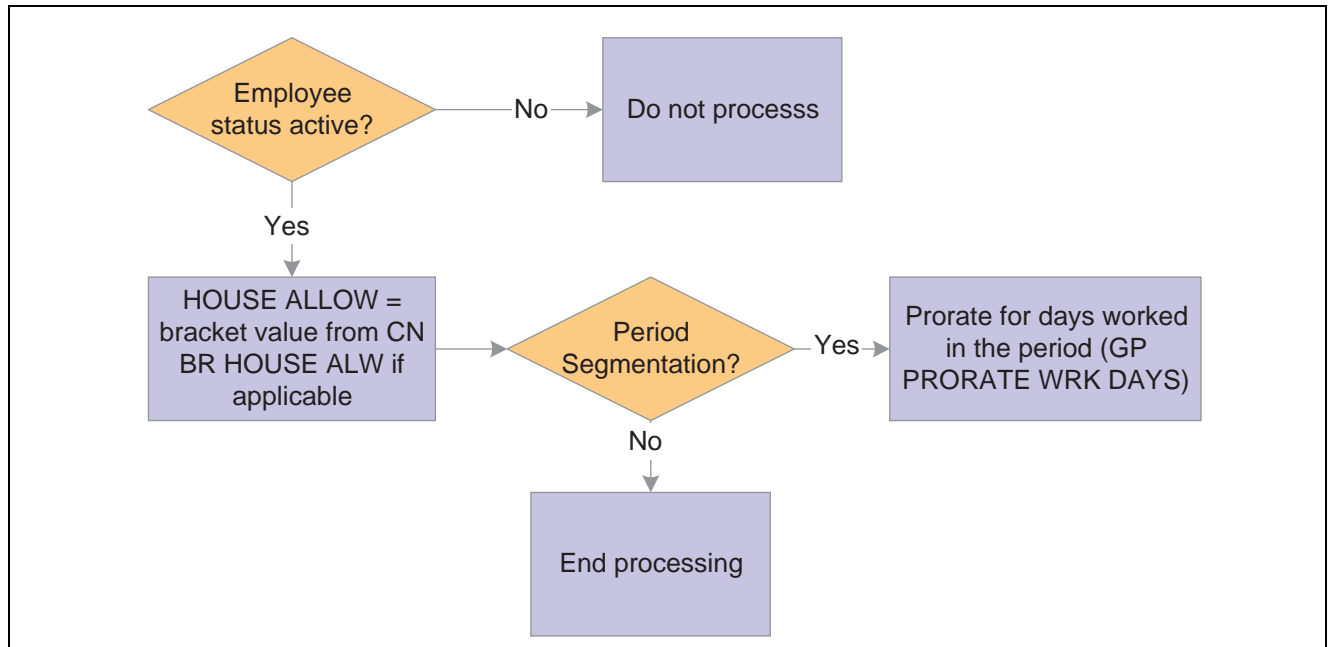 Employee
status active?
No
Do not processs
Yes
HOUSE ALLOW =
bracket value from CN
BR HOUSE ALW if
applicable
Period
Segmentation?
Yes
Prorate for days worked
in the period (GP
PRORATE WRK DAYS)
No
End processing